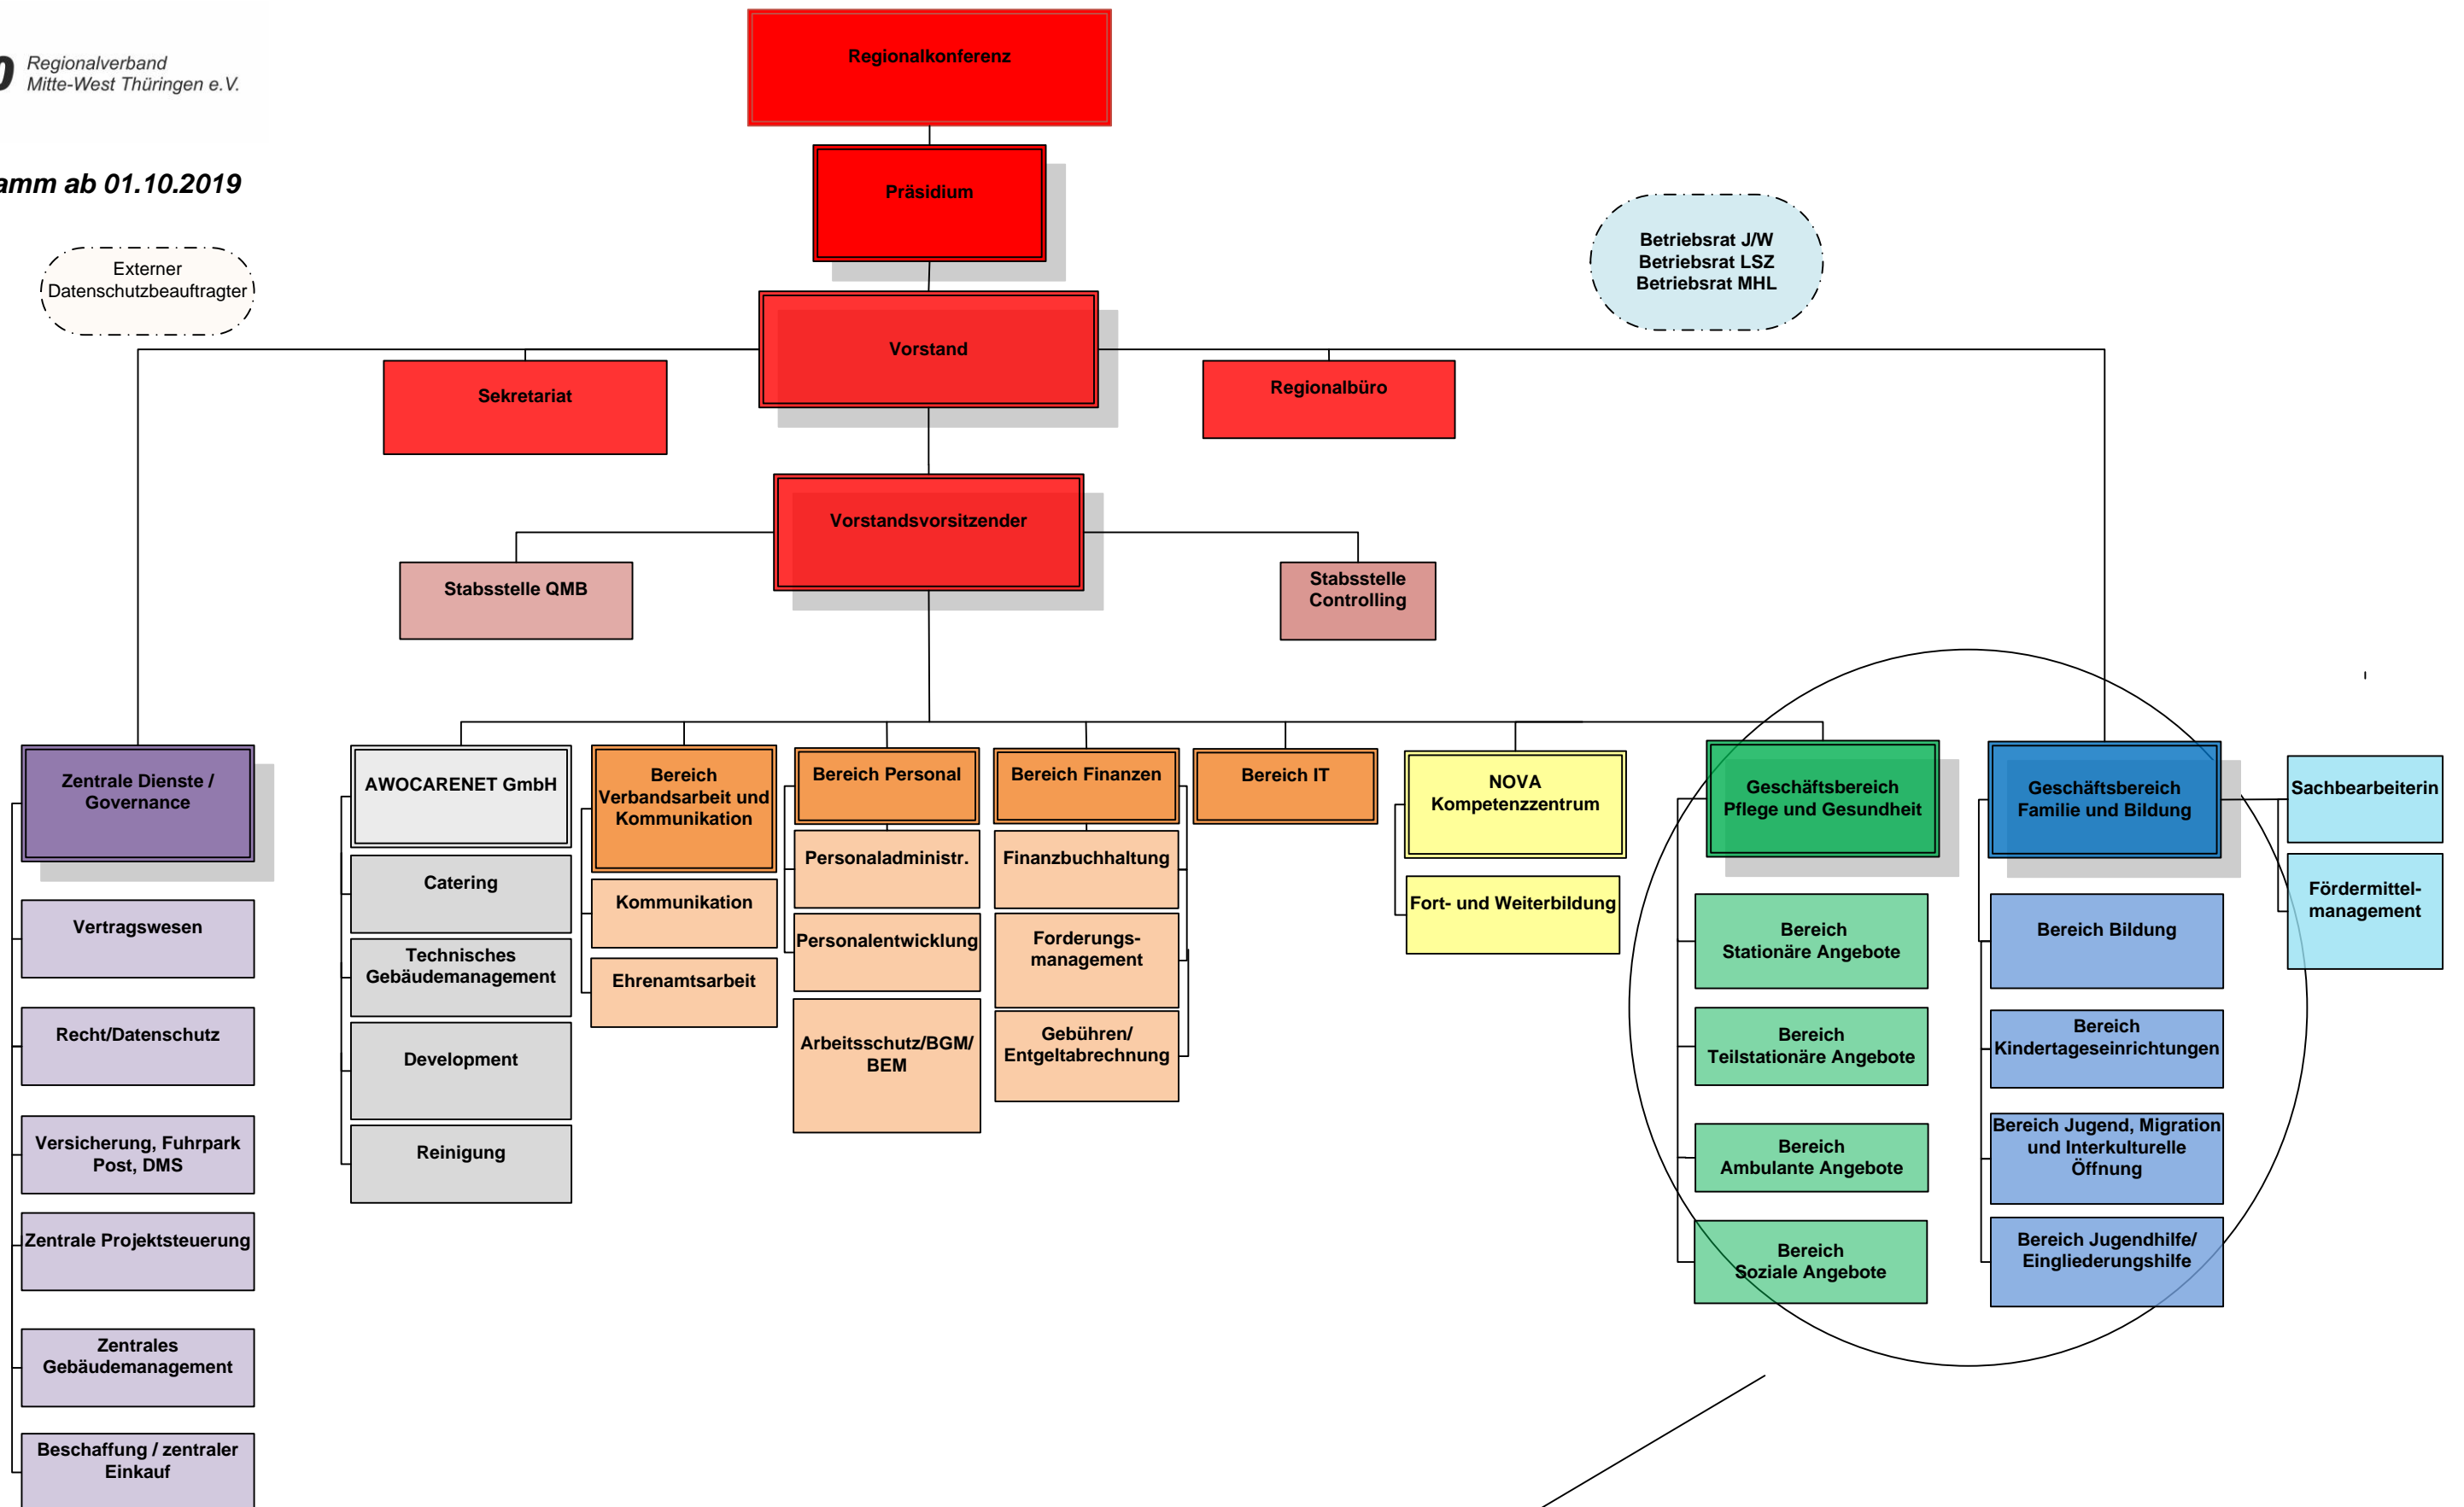 Regionalverband
Mitte-West Thüringen e.V.
ab 01.10.2019
Regionalkonferenz
Präsidium
Externer
Datenschutzbeauftragter
Betriebsrat J/W
Betriebsrat LSZ
Betriebsrat MHL
Vorstand
Sekretariat
Regionalbüro
Vorstandsvorsitzender
Stabsstelle QMB
Stabsstelle
Controlling
Zentrale Dienste /
Governance
Vertragswesen
Recht/Datenschutz
Versicherung, Fuhrpark
Post, DMS
Zentrale Projektsteuerung
Zentrales
Gebäudemanagement
Beschaffung / zentraler
Einkauf
AWOCARENET GmbH
Catering
Technisches
Gebäudemanagement
Development
Reinigung
Bereich
Verbandsarbeit und
Kommunikation
Kommunikation
Ehrenamtsarbeit
Bereich Personal
Personaladministr.
Personalentwicklung
Arbeitsschutz/BGM/
BEM
Bereich Finanzen
Finanzbuchhaltung
Forderungs-
management
Gebühren/
Entgeltabrechnung
Bereich IT
NOVA
Kompetenzzentrum
Fort- und Weiterbildung
Geschäftsbereich
Pflege und Gesundheit
Bereich
Stationäre Angebote
Bereich
Teilstationäre Angebote
Bereich
Ambulante Angebote
Bereich
Soziale Angebote
Geschäftsbereich
Familie und Bildung
Bereich Bildung
Bereich
Kindertageseinrichtungen
Bereich Jugend, Migration
und Interkulturelle
Öffnung
Bereich Jugendhilfe/
Eingliederungshilfe
Sachbearbeiterin
Fördermittel-
management